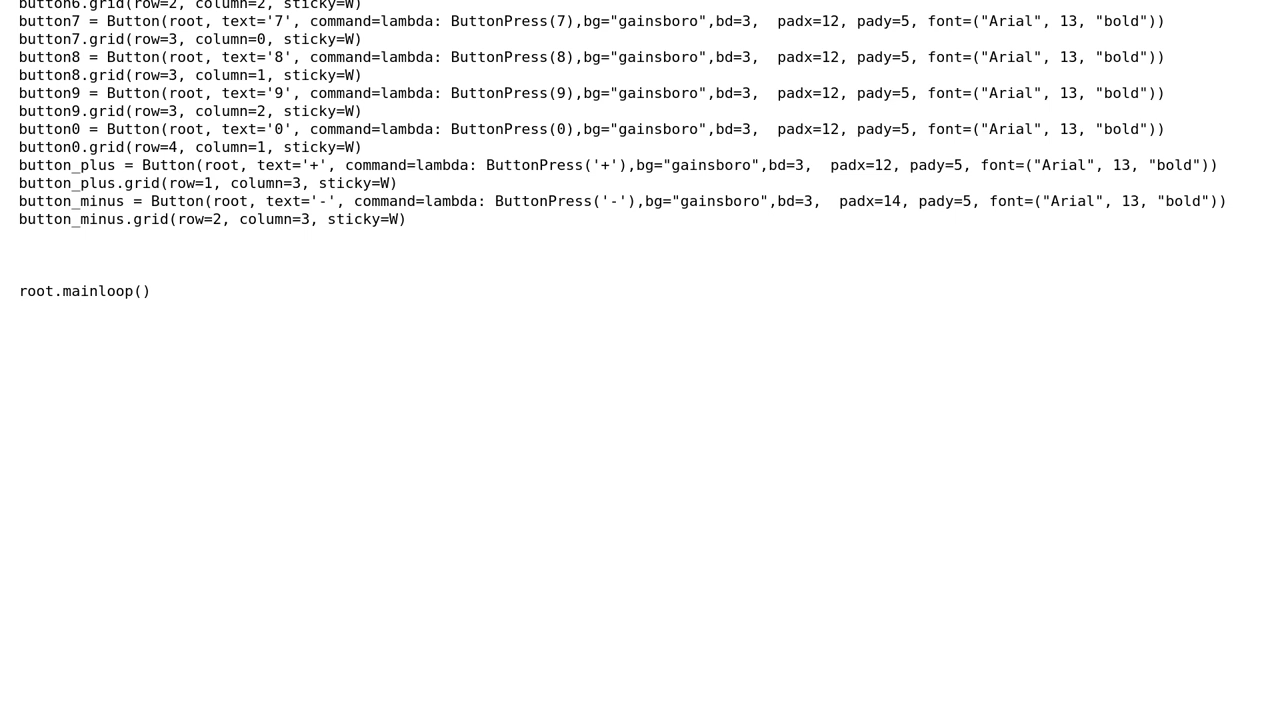 button6.grid(row=2, column=2, sticky=W)
button7 = Button(root, text='7', command=lambda: ButtonPress(7),bg="gainsboro",bd=3,  padx=12, pady=5, font=("Arial", 13, "bold"))
button7.grid(row=3, column=0, sticky=W)
button8 = Button(root, text='8', command=lambda: ButtonPress(8),bg="gainsboro",bd=3,  padx=12, pady=5, font=("Arial", 13, "bold"))
button8.grid(row=3, column=1, sticky=W)
button9 = Button(root, text='9', command=lambda: ButtonPress(9),bg="gainsboro",bd=3,  padx=12, pady=5, font=("Arial", 13, "bold"))
button9.grid(row=3, column=2, sticky=W)
button0 = Button(root, text='0', command=lambda: ButtonPress(0),bg="gainsboro",bd=3,  padx=12, pady=5, font=("Arial", 13, "bold"))
button0.grid(row=4, column=1, sticky=W)
button_plus = Button(root, text='+', command=lambda: ButtonPress('+'),bg="gainsboro",bd=3,  padx=12, pady=5, font=("Arial", 13, "bold"))
button_plus.grid(row=1, column=3, sticky=W)
button_minus = Button(root, text='-', command=lambda: ButtonPress('-'),bg="gainsboro",bd=3,  padx=14, pady=5, font=("Arial", 13, "bold"))
button_minus.grid(row=2, column=3, sticky=W)
root.mainloop()